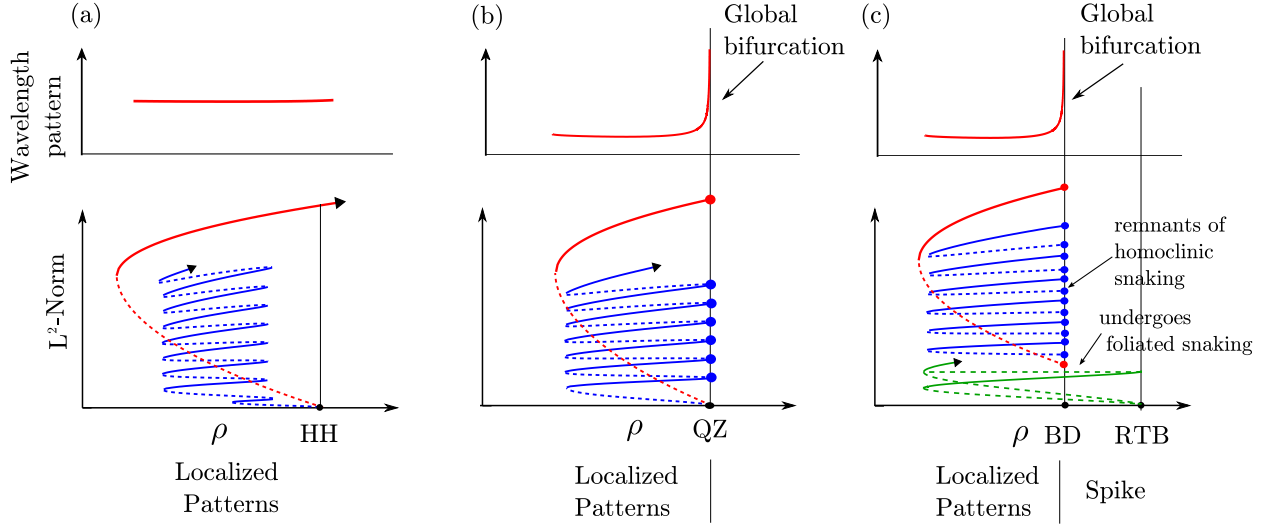 (a)
Wavelength
pattern
L²-Norm
ρ
HH
Localized
Patterns
(b)
Global
bifurcation
ρ
QZ
Localized
Patterns
(c)
Global
bifurcation
remnants of
homoclinic
snaking
undergoes
foliated snaking
ρ
BD
RTB
Localized
Patterns
Spike